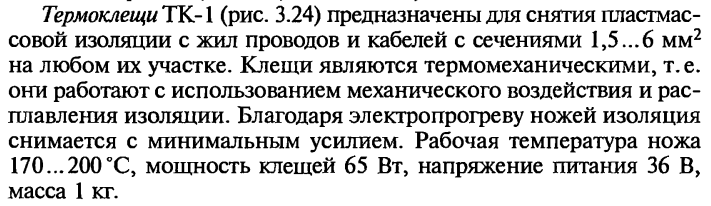 Термоклещи ТК-1 (рис. 3.24) предназначены для снятия пластмас-
совой изоляции с жил проводов и кабелей с сечениями 1,5...6 мм²
на любом их участке. Клещи являются термомеханическими, т. е.
они работают с использованием механического воздействия и рас-
плавления изоляции. Благодаря электропрогреву ножей изоляция
снимается с минимальным усилием. Рабочая температура ножа
170...200 °С, мощность клещей 65 Вт, напряжение питания 36 В,
масса 1 кг.